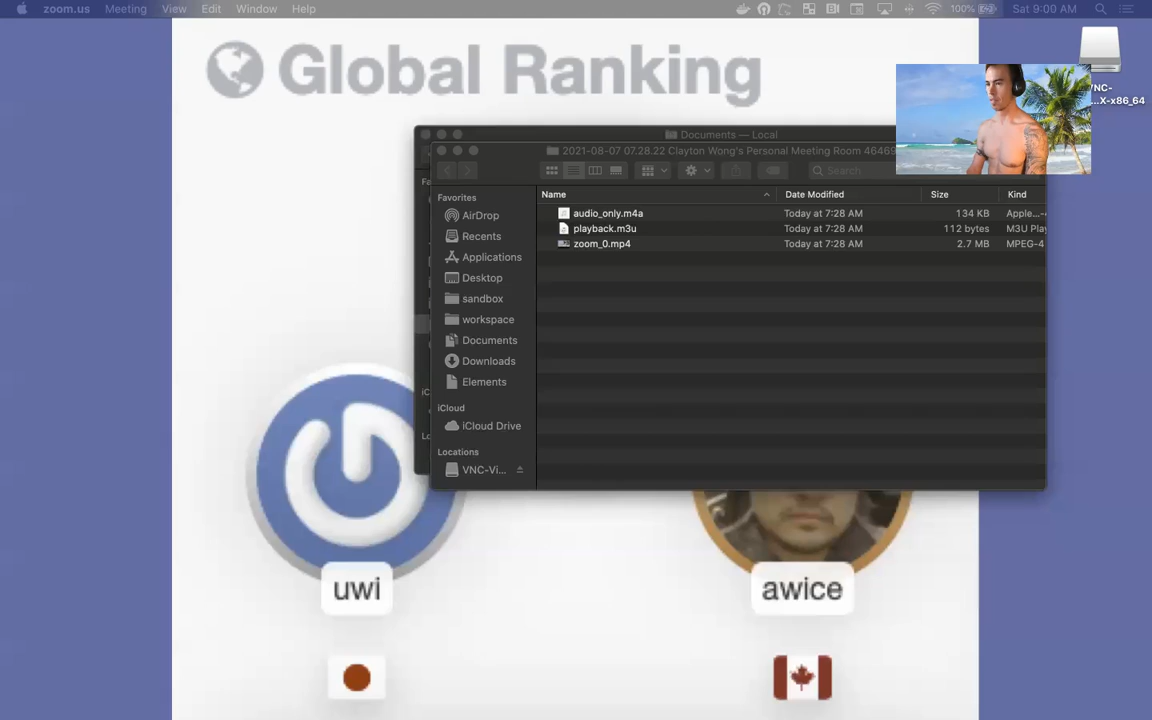 zoom.us Meeting View Edit Window Help 100% Sat 9:00 AM
Global Ranking
Documents — Local
2021-08-07 07.28.22 Clayton Wong's Personal Meeting Room 46469
Search
Name Date Modified Size Kind
Favorites
AirDrop
Recents
Applications
Desktop
sandbox
workspace
Documents
Downloads
Elements
iCloud
iCloud Drive
Locations
VNC-Vi...
audio_only.m4a Today at 7:28 AM 134 KB Apple...
playback.m3u Today at 7:28 AM 112 bytes M3U Play
zoom_0.mp4 Today at 7:28 AM 2.7 MB MPEG-4
VNC-
...X-x86_64
uwi
awice